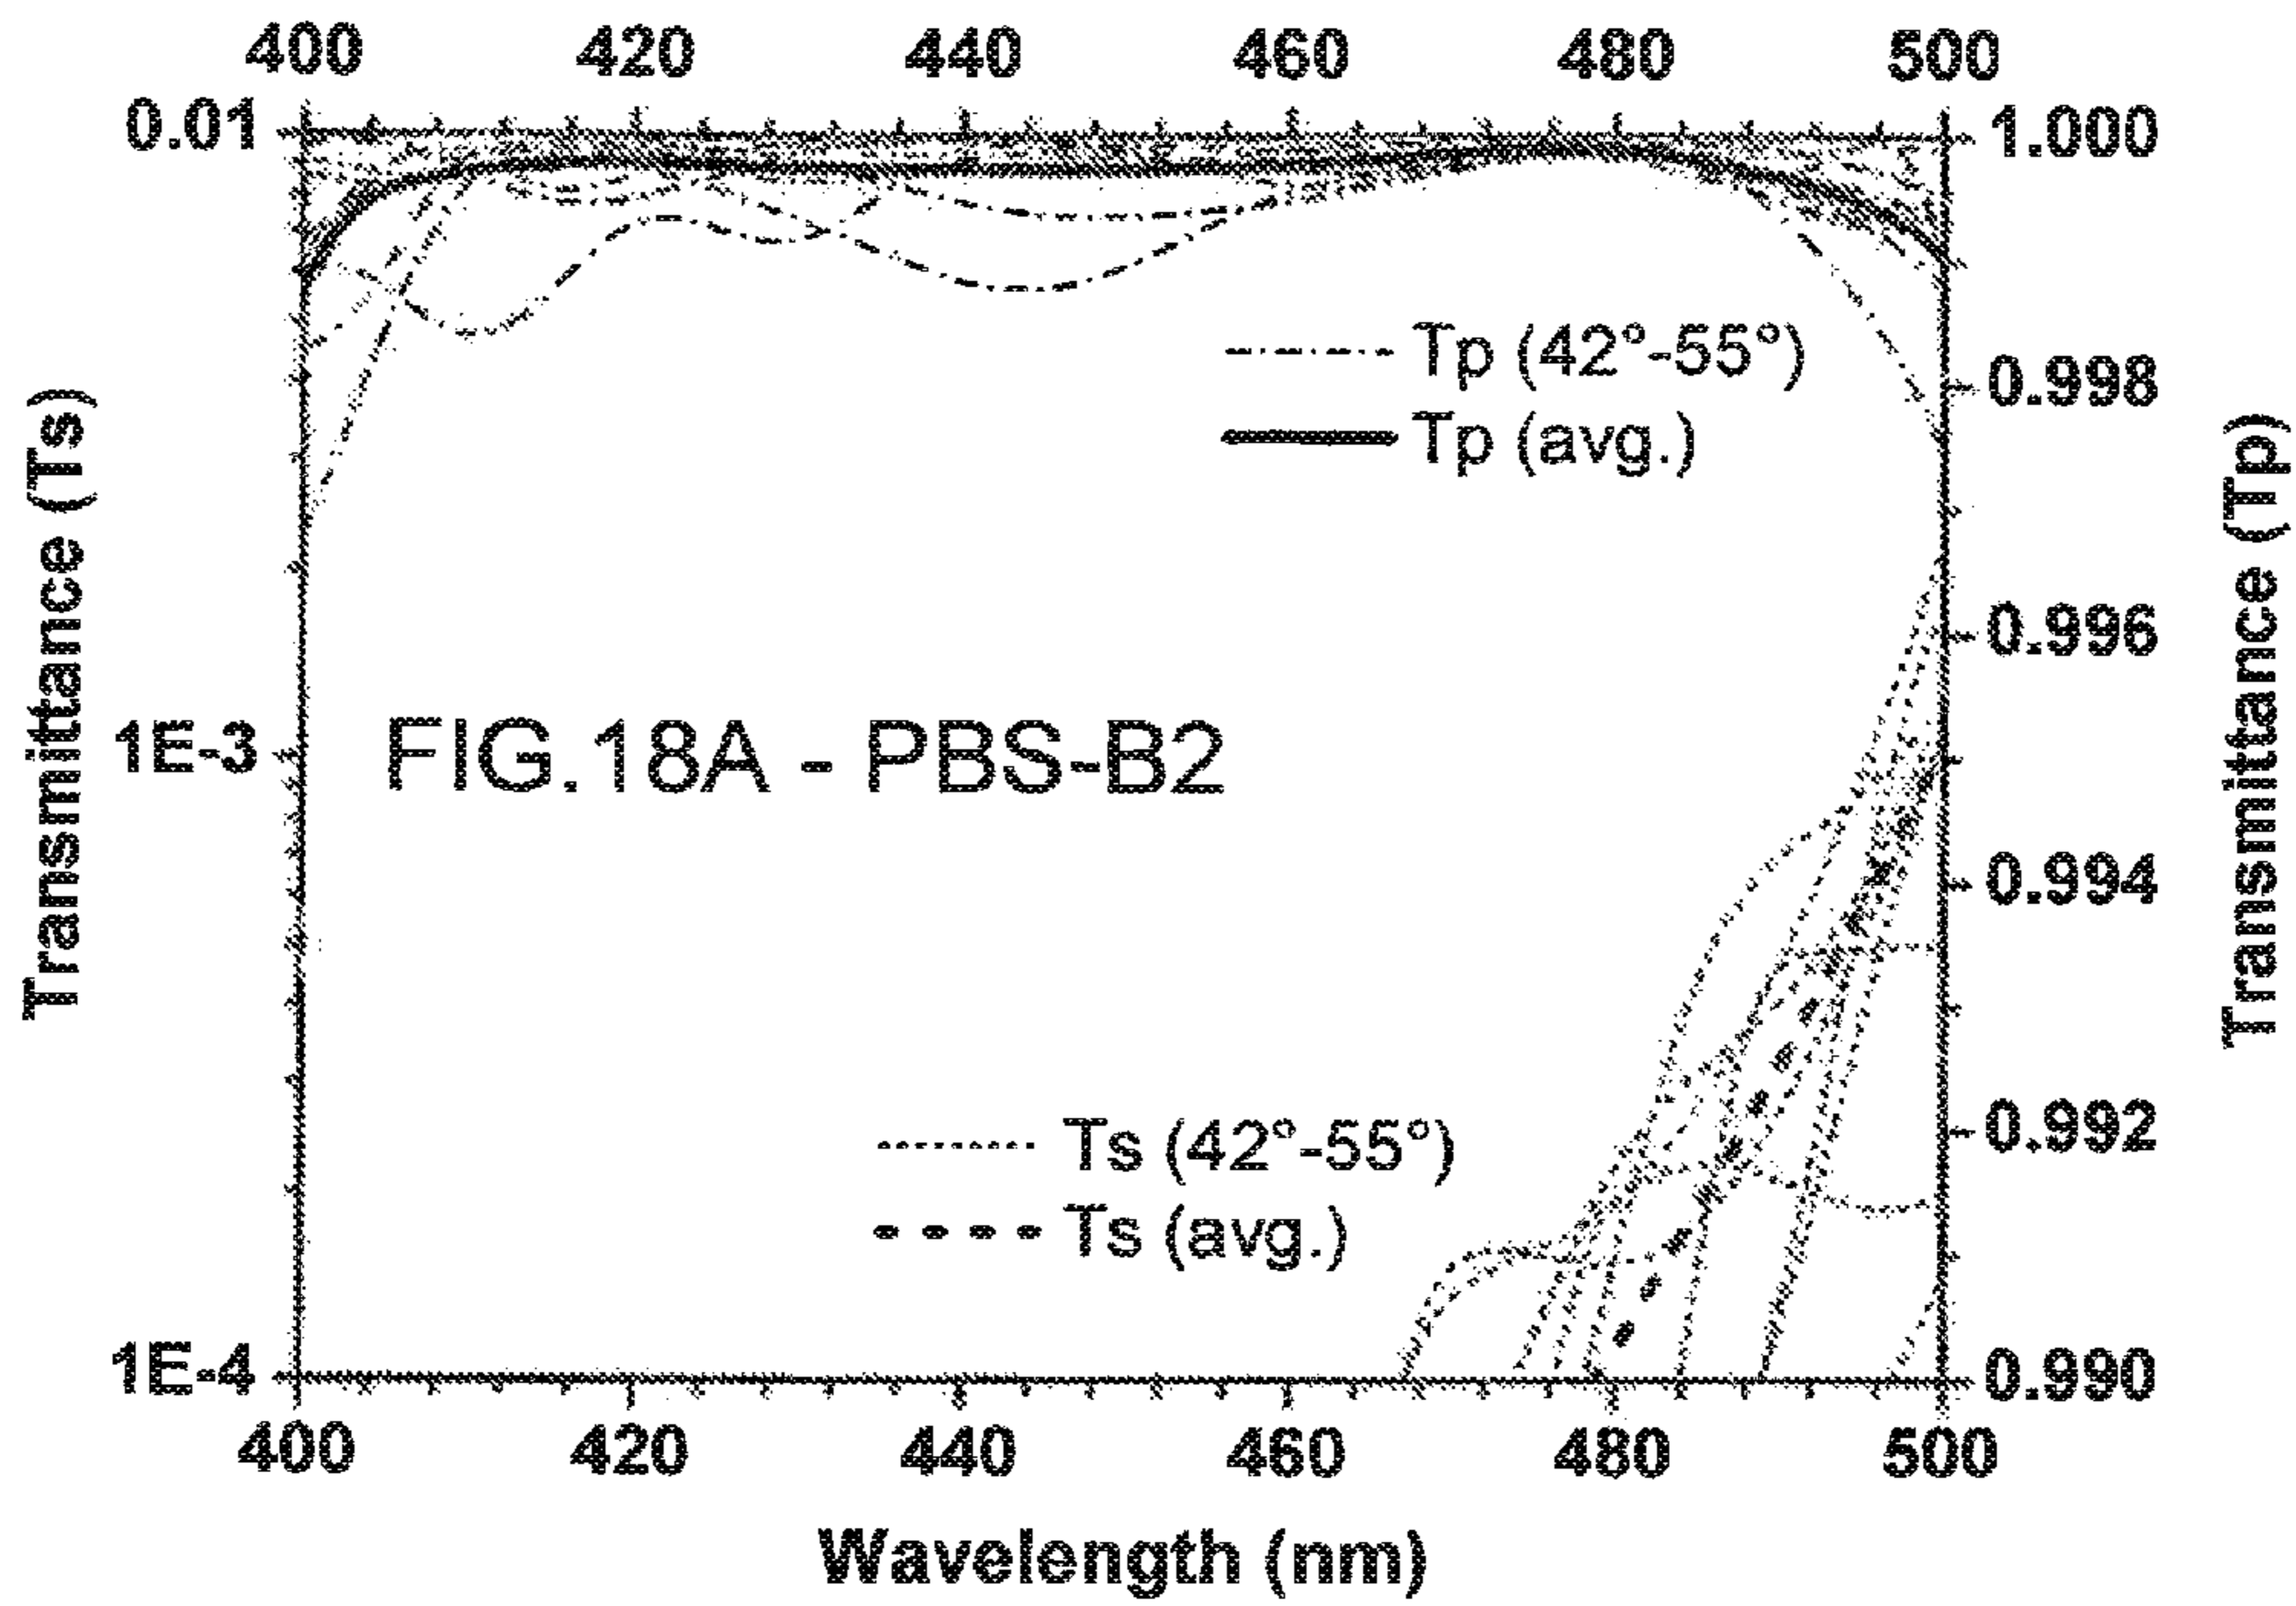 400 420 440 460 480 500
0.01 1.000
Tp (42°-55°)
0.998
Tp (avg.)
Transmittance (Ts)
Transmittance (Tp)
0.996
1E-3
FIG.18A - PBS-B2
0.994
Ts (42°-55°)
0.992
Ts (avg.)
1E-4 0.990
400 420 440 460 480 500
Wavelength (nm)